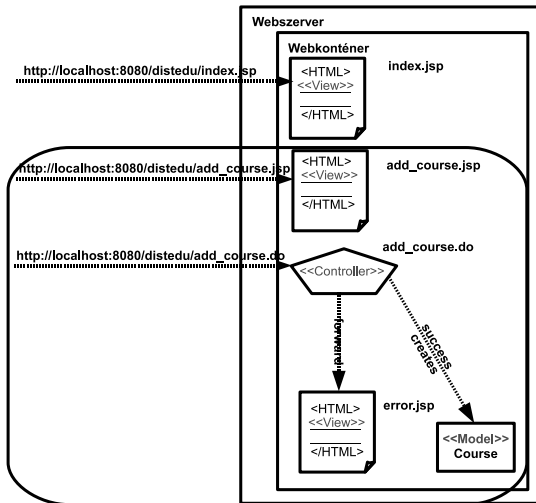 Webszerver
Webkonténer
http://localhost:8080/distedu/index.jsp
<HTML>
<<View>>
</HTML>
index.jsp
http://localhost:8080/distedu/add_course.jsp
<HTML>
<<View>>
</HTML>
add_course.jsp
http://localhost:8080/distedu/add_course.do
<<Controller>>
add_course.do
forward
success
creates
<HTML>
<<View>>
</HTML>
error.jsp
<<Model>>
Course